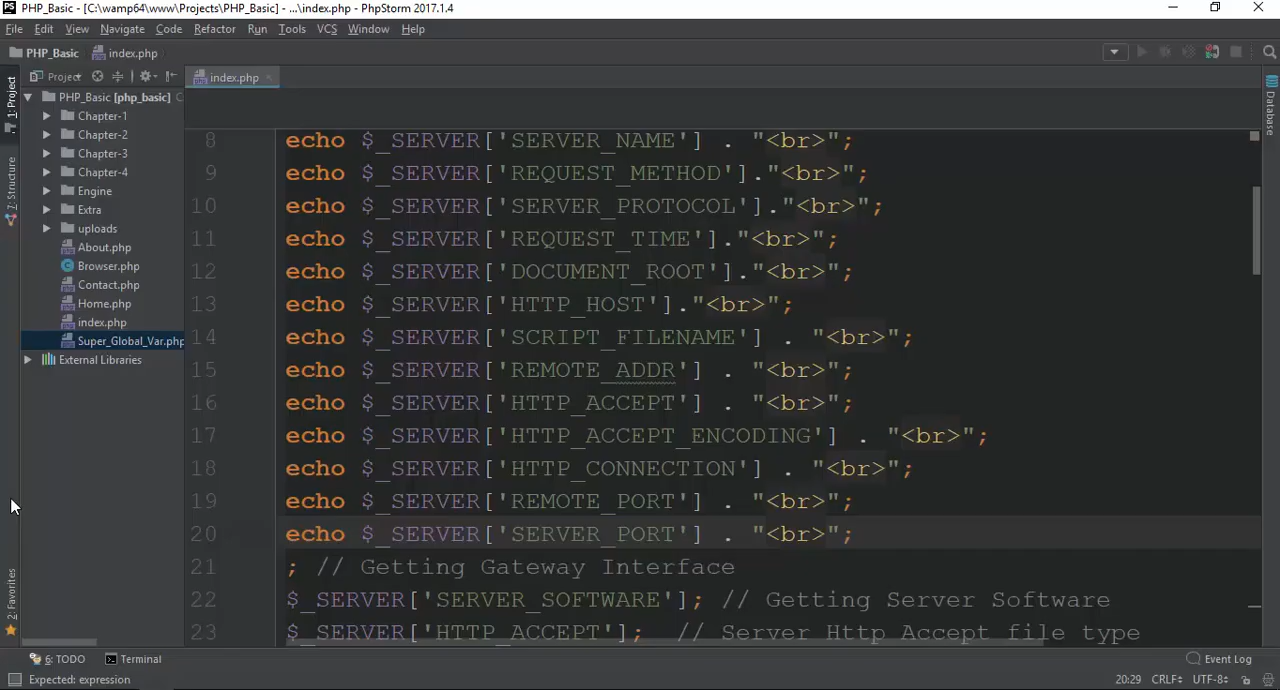 PHP_Basic - [C:\wamp64\www\Projects\PHP_Basic] - ...\index.php - PhpStorm 2017.1.4
File Edit View Navigate Code Refactor Run Tools VCS Window Help
PHP_Basic index.php
1: Project
7: Structure
2: Favorites
Project
PHP_Basic [php_basic] C
Chapter-1
Chapter-2
Chapter-3
Chapter-4
Engine
Extra
uploads
About.php
Browser.php
Contact.php
Home.php
index.php
Super_Global_Var.php
External Libraries
index.php
8 echo $_SERVER['SERVER_NAME'] . "<br>";
9 echo $_SERVER['REQUEST_METHOD']."<br>";
10 echo $_SERVER['SERVER_PROTOCOL']."<br>";
11 echo $_SERVER['REQUEST_TIME']."<br>";
12 echo $_SERVER['DOCUMENT_ROOT']."<br>";
13 echo $_SERVER['HTTP_HOST']."<br>";
14 echo $_SERVER['SCRIPT_FILENAME'] . "<br>";
15 echo $_SERVER['REMOTE_ADDR'] . "<br>";
16 echo $_SERVER['HTTP_ACCEPT'] . "<br>";
17 echo $_SERVER['HTTP_ACCEPT_ENCODING'] . "<br>";
18 echo $_SERVER['HTTP_CONNECTION'] . "<br>";
19 echo $_SERVER['REMOTE_PORT'] . "<br>";
20 echo $_SERVER['SERVER_PORT'] . "<br>";
21 ; // Getting Gateway Interface
22 $_SERVER['SERVER_SOFTWARE']; // Getting Server Software
23 $_SERVER['HTTP_ACCEPT']; // Server Http Accept file type
Database
6: TODO Terminal Event Log
Expected: expression 20:29 CRLF UTF-8